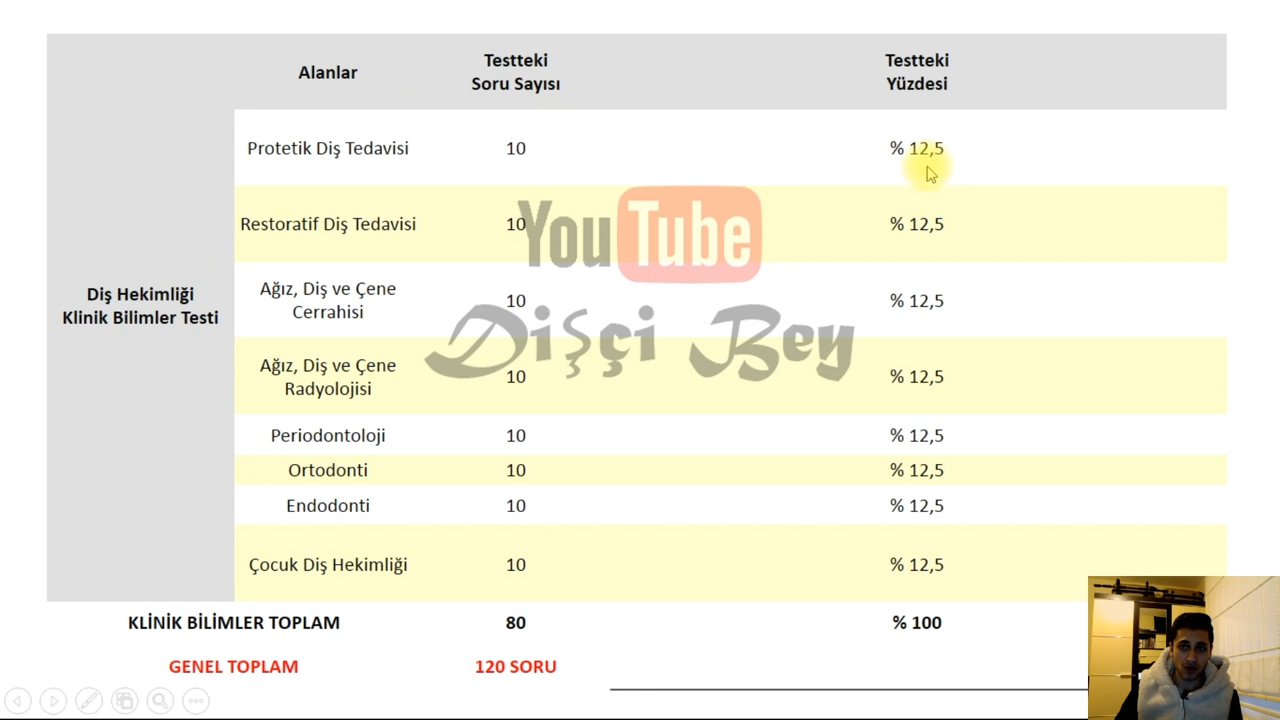 Alanlar
Testteki
Soru Sayısı
Testteki
Yüzdesi
Diş Hekimliği
Klinik Bilimler Testi
Protetik Diş Tedavisi 10 % 12,5
Restoratif Diş Tedavisi 10 % 12,5
Ağız, Diş ve Çene
Cerrahisi
10 % 12,5
Ağız, Diş ve Çene
Radyolojisi
10 % 12,5
Periodontoloji 10 % 12,5
Ortodonti 10 % 12,5
Endodonti 10 % 12,5
Çocuk Diş Hekimliği 10 % 12,5
KLİNİK BİLİMLER TOPLAM 80 % 100
GENEL TOPLAM 120 SORU
YouTube
Dişçi Bey